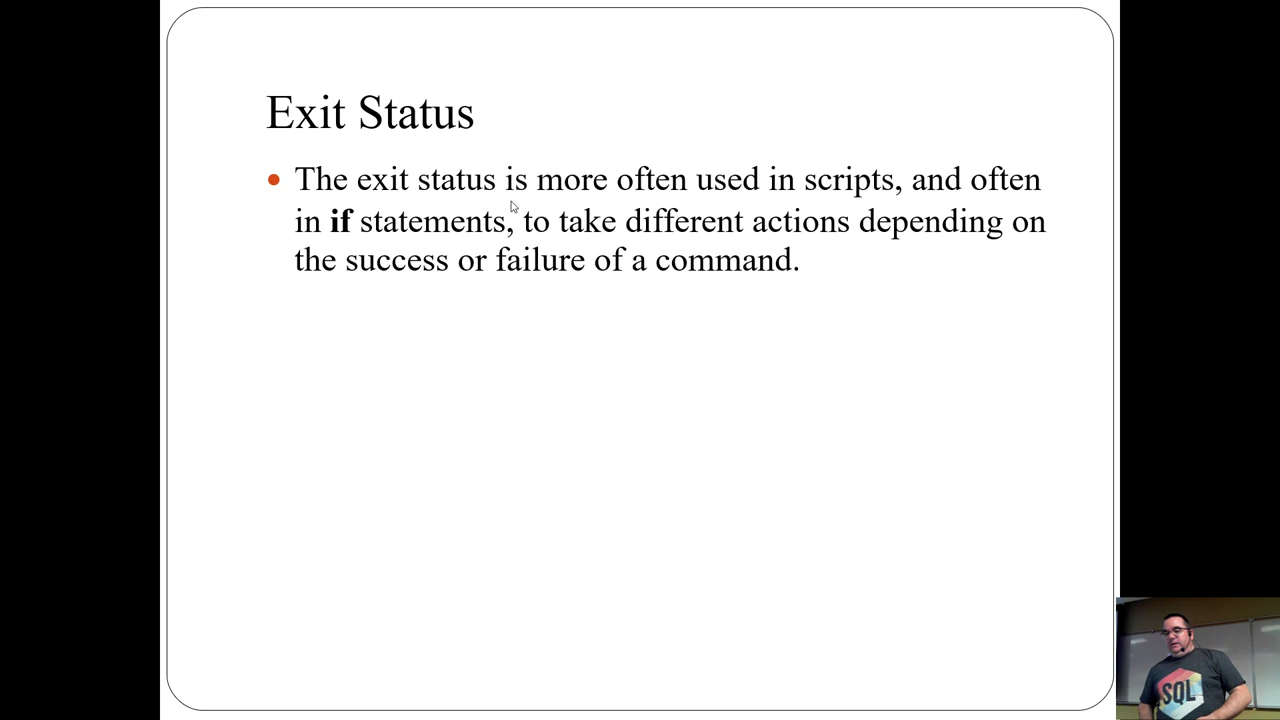 Exit Status
• The exit status is more often used in scripts, and often
in if statements, to take different actions depending on
the success or failure of a command.
SQL